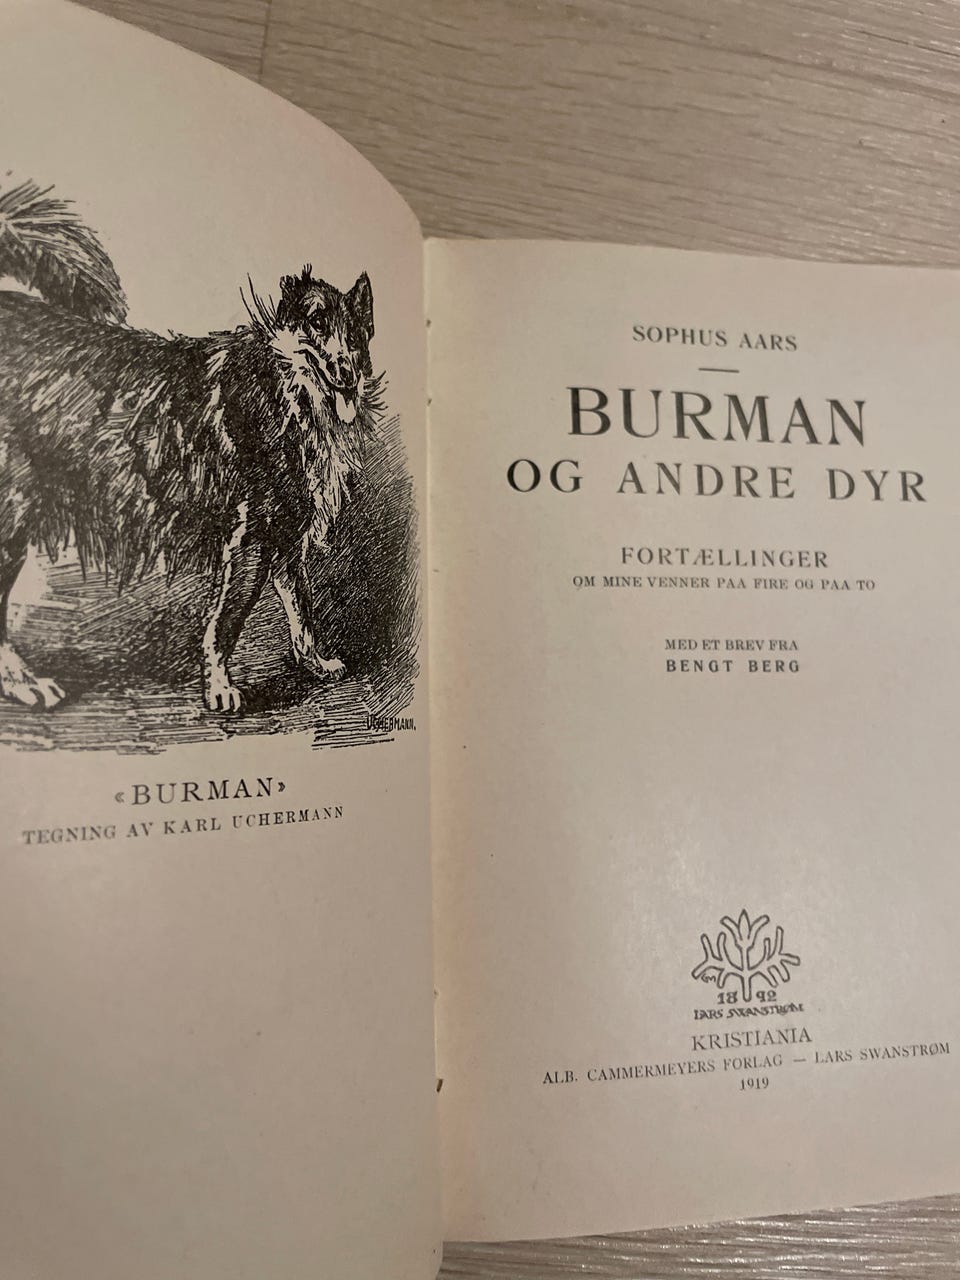 UCHERMANN.
«BURMAN»
TEGNING AV KARL UCHERMANN
SOPHUS AARS
BURMAN
OG ANDRE DYR
FORTÆLLINGER
OM MINE VENNER PAA FIRE OG PAA TO
MED ET BREV FRA
BENGT BERG
18 92
LARS SWANSTRØM
KRISTIANIA
ALB. CAMMERMEYERS FORLAG — LARS SWANSTRØM
1919